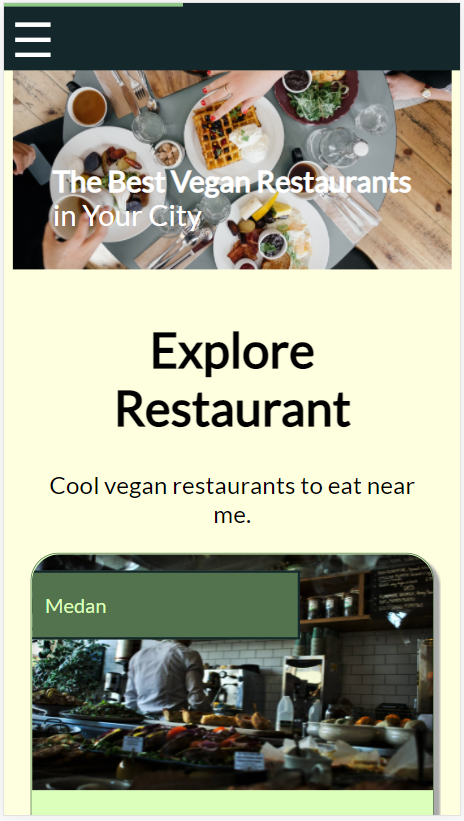 The Best Vegan Restaurants
in Your City
Explore
Restaurant
Cool vegan restaurants to eat near
me.
Medan